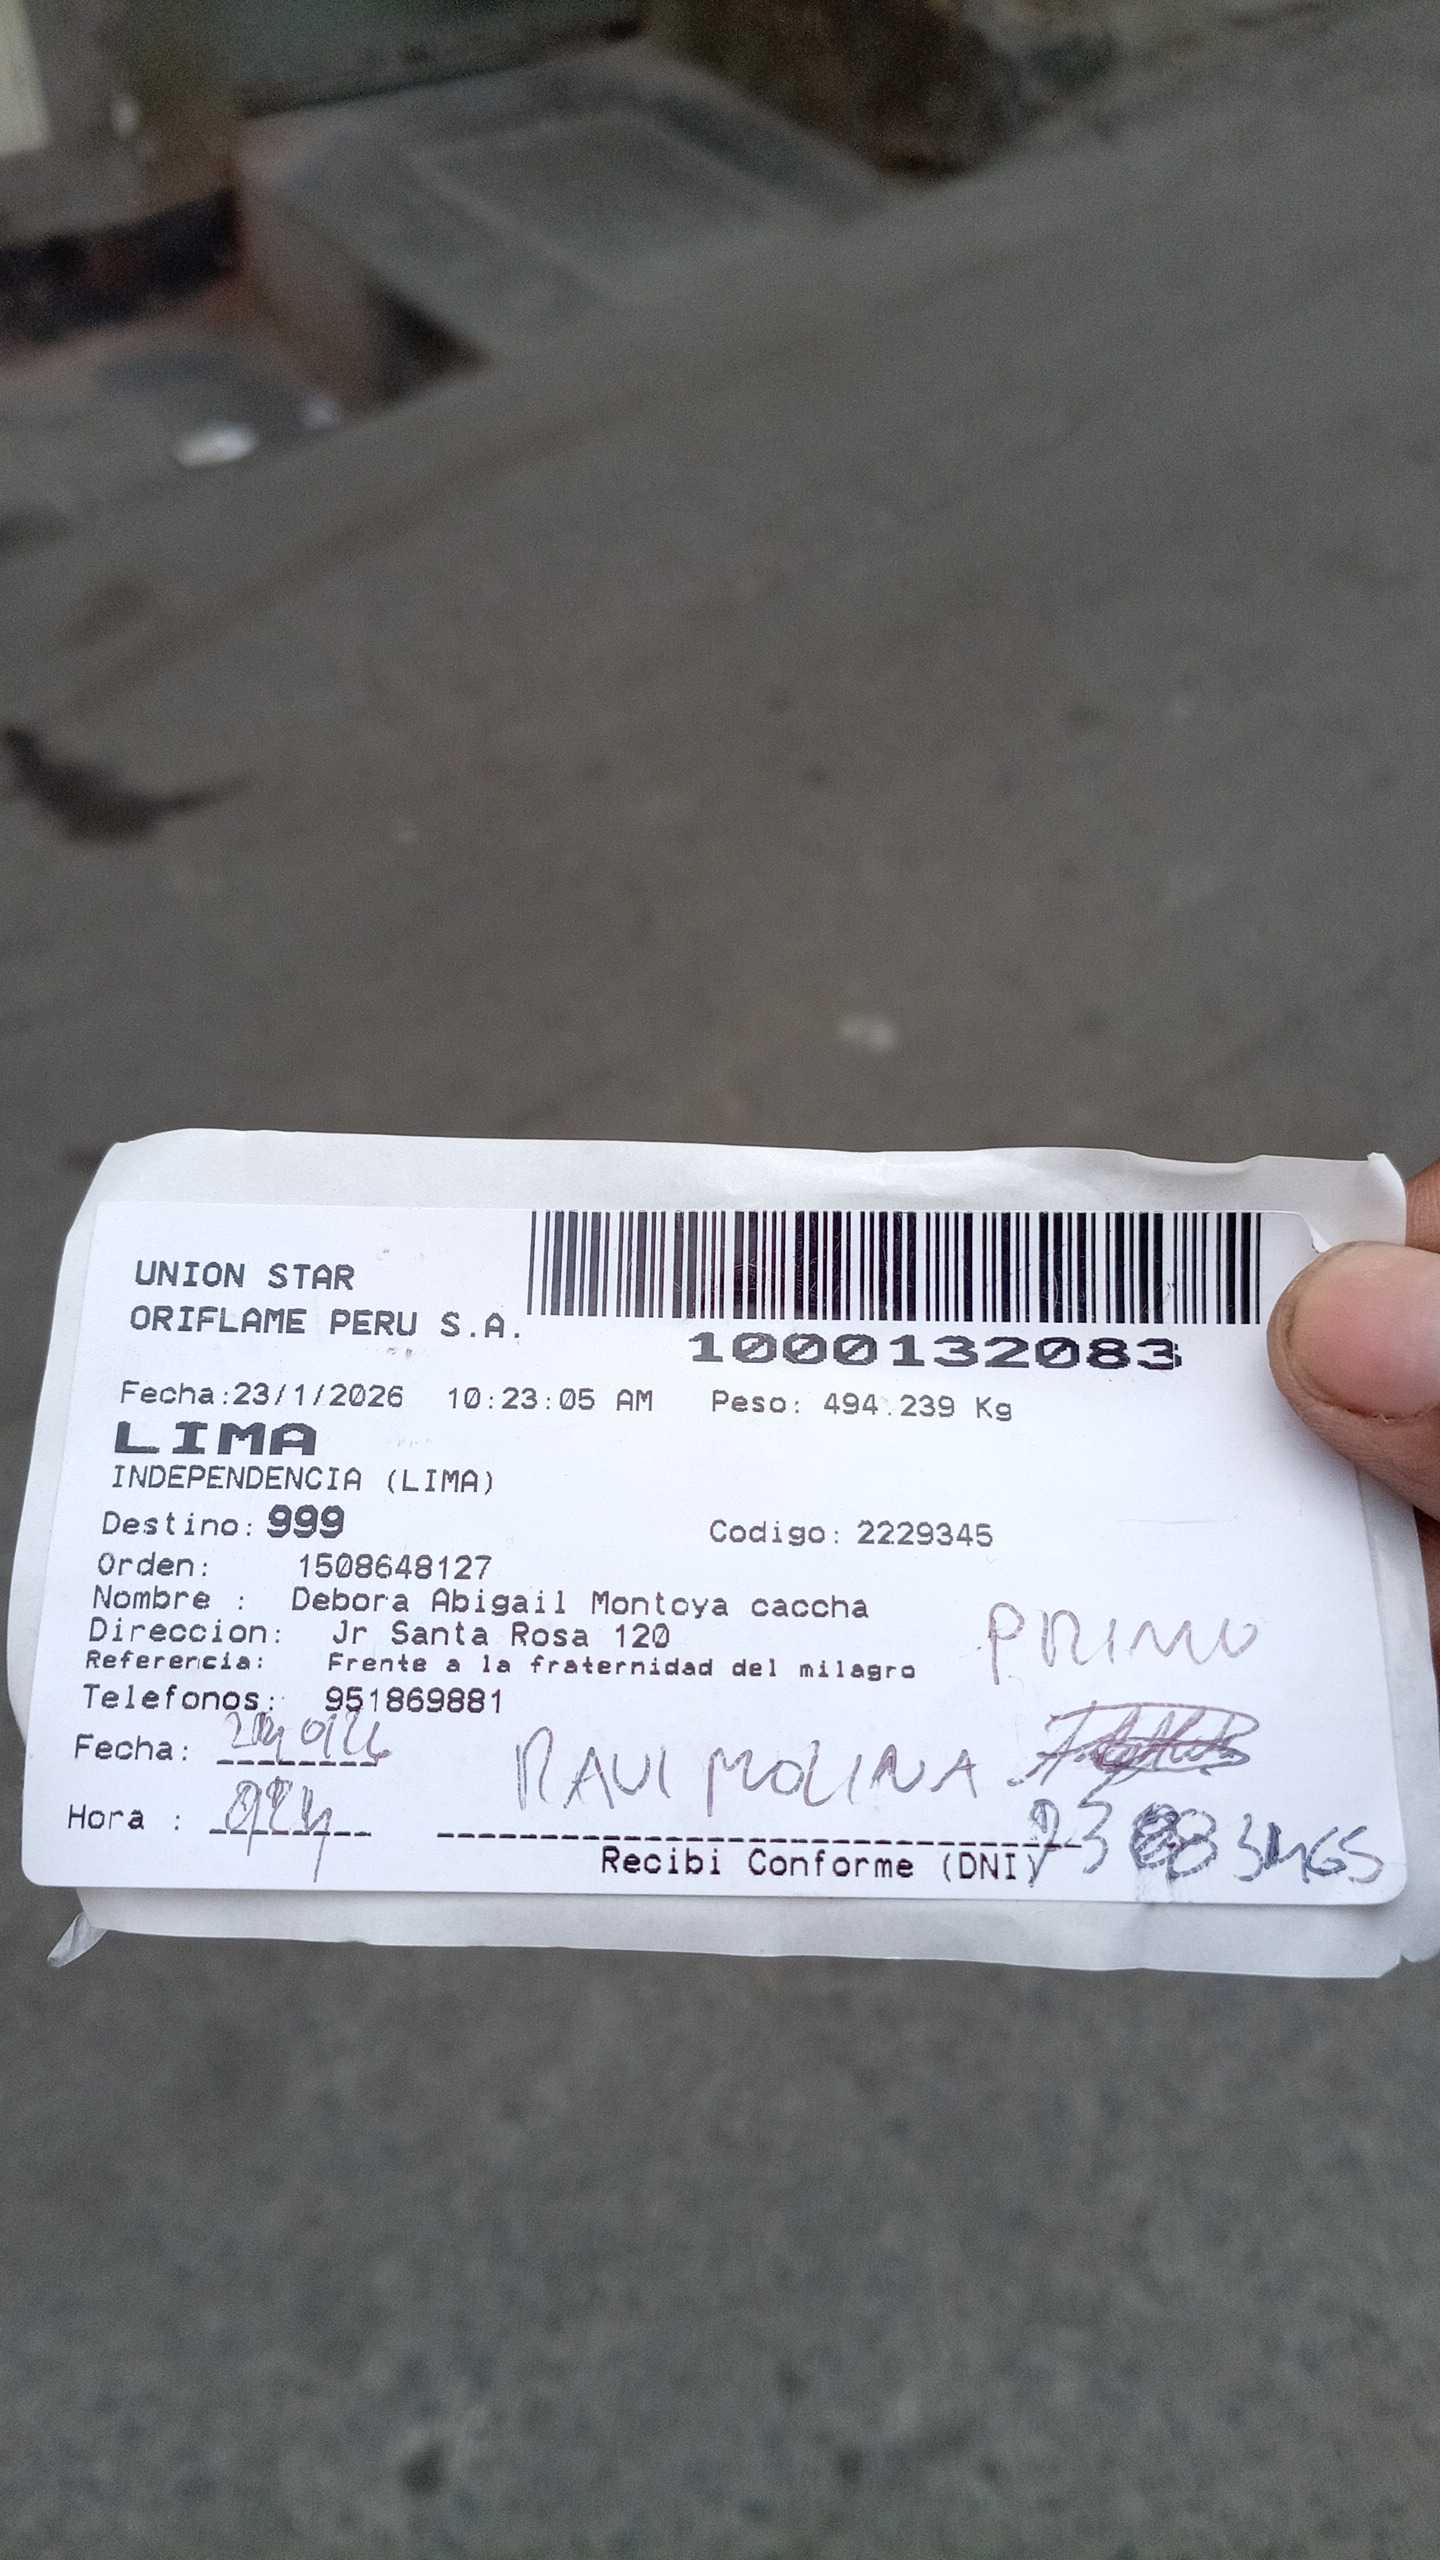 UNION STAR
ORIFLAME PERU S.A.
1000132083
Fecha:23/1/2026 10:23:05 AM Peso: 494.239 Kg
LIMA
INDEPENDENCIA (LIMA)
Destino: 999 Codigo: 2229345
Orden: 1508648127
Nombre : Debora Abigail Montoya caccha
Direccion: Jr Santa Rosa 120
PRIMO
Referencia: Frente a la fraternidad del milagro
Telefonos: 951869881
Fecha:
RAUL MOLINA
Hora :
Recibi Conforme (DNI)